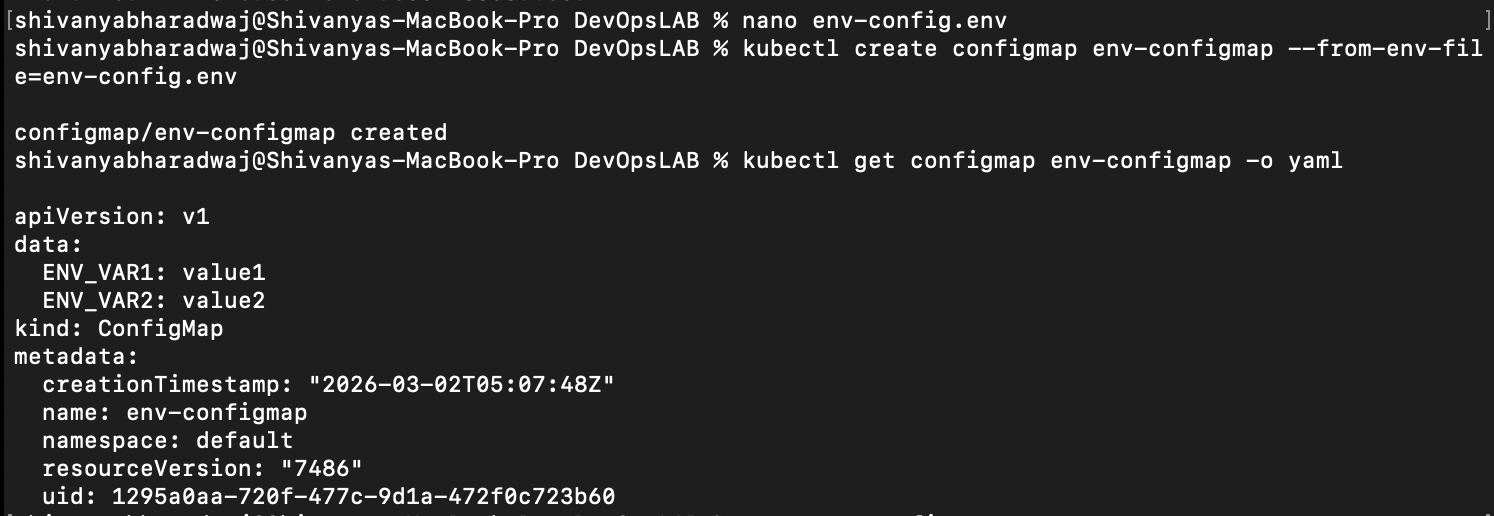 [shivanyabharadwaj@Shivanyas-MacBook-Pro DevOpsLAB % nano env-config.env ]
shivanyabharadwaj@Shivanyas-MacBook-Pro DevOpsLAB % kubectl create configmap env-configmap --from-env-fil
e=env-config.env
configmap/env-configmap created
shivanyabharadwaj@Shivanyas-MacBook-Pro DevOpsLAB % kubectl get configmap env-configmap -o yaml
apiVersion: v1
data:
  ENV_VAR1: value1
  ENV_VAR2: value2
kind: ConfigMap
metadata:
  creationTimestamp: "2026-03-02T05:07:48Z"
  name: env-configmap
  namespace: default
  resourceVersion: "7486"
  uid: 1295a0aa-720f-477c-9d1a-472f0c723b60